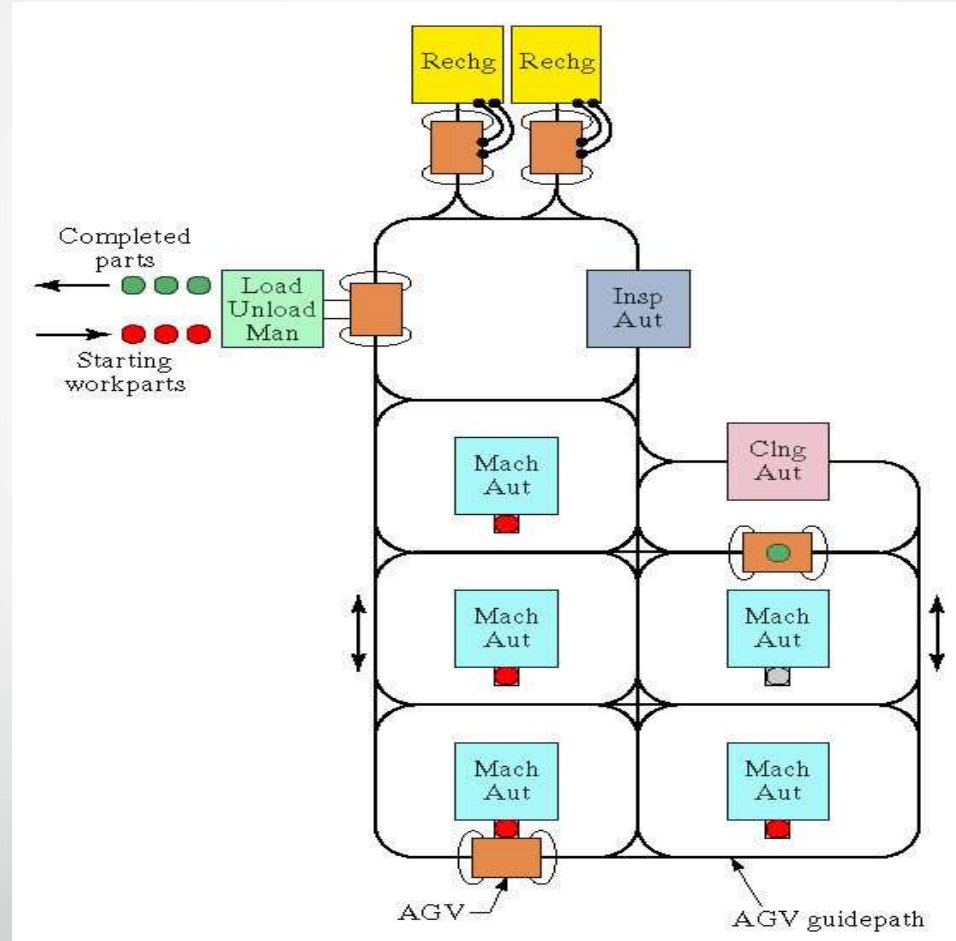 Rechg
Rechg
Completed
parts
Load
Unload
Man
Starting
workparts
Insp
Aut
Mach
Aut
Clng
Aut
Mach
Aut
Mach
Aut
Mach
Aut
Mach
Aut
AGV
AGV guidepath